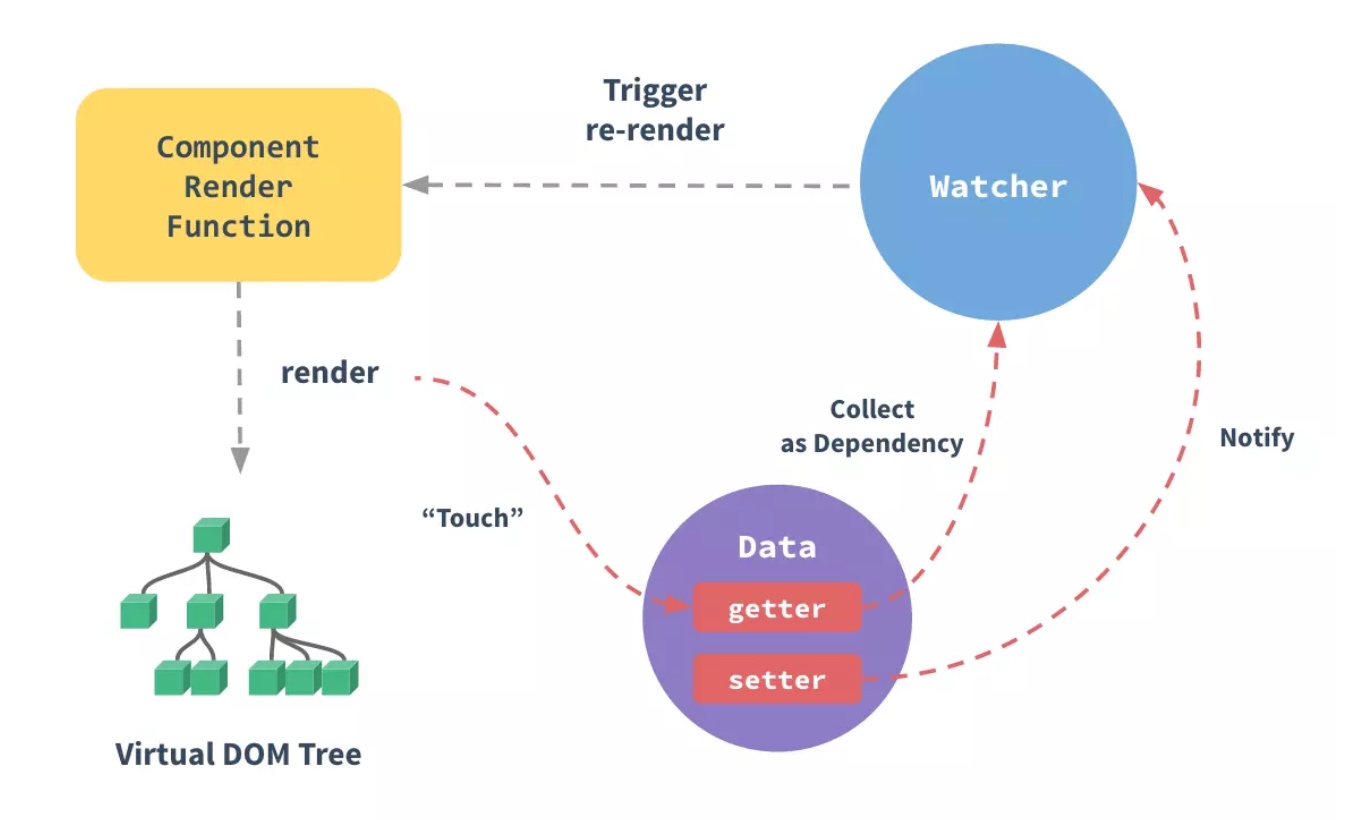 Trigger
re-render
Component
Render
Function
Watcher
render
Collect
as Dependency
Notify
“Touch”
Data
getter
setter
Virtual DOM Tree